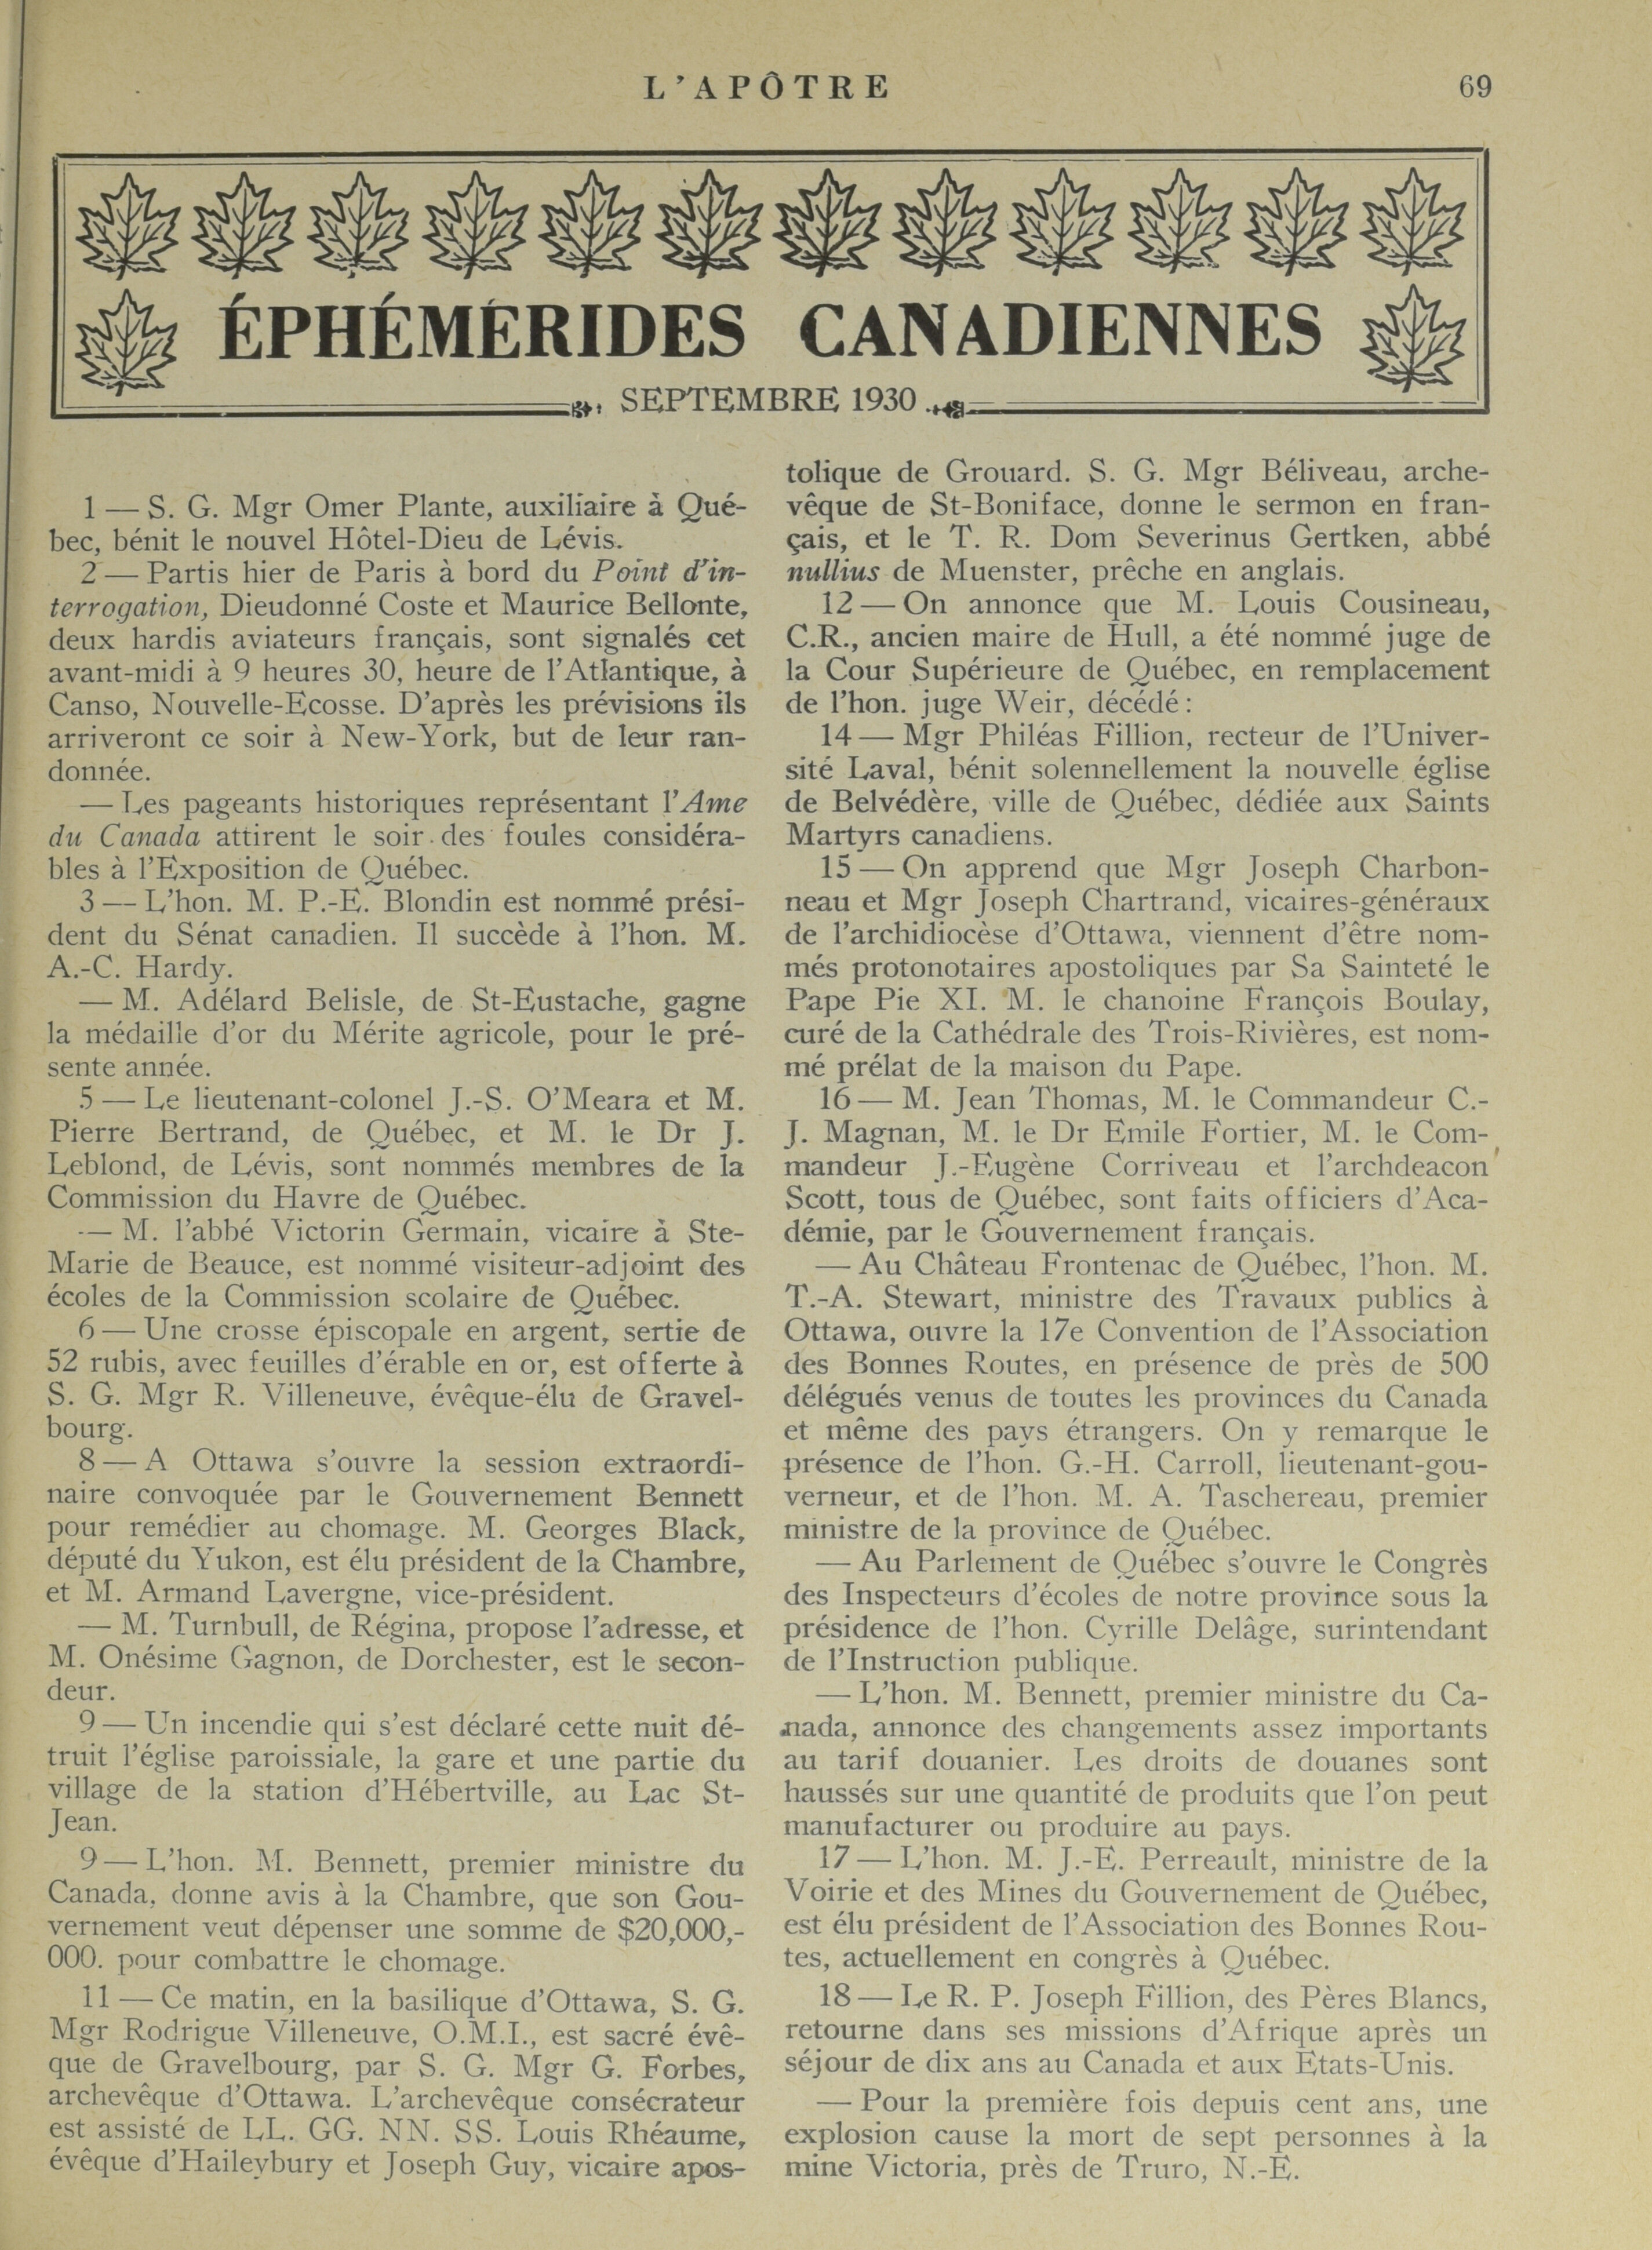 L'APÔTRE
69
ÉPHÉMÉRIDES CANADIENNES
SEPTEMBRE 1930
1 — S. G. Mgr Omer Plante, auxiliaire à Qué-
bec, bénit le nouvel Hôtel-Dieu de Lévis.
2 — Partis hier de Paris à bord du Point d'in-
terrogation, Dieudonné Coste et Maurice Bellonte,
deux hardis aviateurs français, sont signalés cet
avant-midi à 9 heures 30, heure de l'Atlantique, à
Canso, Nouvelle-Ecosse. D'après les prévisions ils
arriveront ce soir à New-York, but de leur ran-
donnée.
— Les pageants historiques représentant l'Ame
du Canada attirent le soir des foules considéra-
bles à l'Exposition de Québec.
3 — L'hon. M. P.-E. Blondin est nommé prési-
dent du Sénat canadien. Il succède à l'hon. M.
A.-C. Hardy.
— M. Adélard Belisle, de St-Eustache, gagne
la médaille d'or du Mérite agricole, pour le pré-
sente année.
5 — Le lieutenant-colonel J.-S. O'Meara et M.
Pierre Bertrand, de Québec, et M. le Dr J.
Leblond, de Lévis, sont nommés membres de la
Commission du Havre de Québec.
— M. l'abbé Victorin Germain, vicaire à Ste-
Marie de Beauce, est nommé visiteur-adjoint des
écoles de la Commission scolaire de Québec.
6 — Une crosse épiscopale en argent, sertie de
52 rubis, avec feuilles d'érable en or, est offerte à
S. G. Mgr R. Villeneuve, évêque-élu de Gravel-
bourg.
8 — A Ottawa s'ouvre la session extraordi-
naire convoquée par le Gouvernement Bennett
pour remédier au chomage. M. Georges Black,
député du Yukon, est élu président de la Chambre,
et M. Armand Lavergne, vice-président.
— M. Turnbull, de Régina, propose l'adresse, et
M. Onésime Gagnon, de Dorchester, est le secon-
deur.
9 — Un incendie qui s'est déclaré cette nuit dé-
truit l'église paroissiale, la gare et une partie du
village de la station d'Hébertville, au Lac St-
Jean.
9 — L'hon. M. Bennett, premier ministre du
Canada, donne avis à la Chambre, que son Gou-
vernement veut dépenser une somme de $20,000,-
000. pour combattre le chomage.
11 — Ce matin, en la basilique d'Ottawa, S. G.
Mgr Rodrigue Villeneuve, O.M.I., est sacré évê-
que de Gravelbourg, par S. G. Mgr G. Forbes,
archevêque d'Ottawa. L'archevêque consécrateur
est assisté de LL. GG. NN. SS. Louis Rhéaume,
évêque d'Haileybury et Joseph Guy, vicaire apos-
tolique de Grouard. S. G. Mgr Béliveau, arche-
vêque de St-Boniface, donne le sermon en fran-
çais, et le T. R. Dom Severinus Gertken, abbé
nullius de Muenster, prêche en anglais.
12 — On annonce que M. Louis Cousineau,
C.R., ancien maire de Hull, a été nommé juge de
la Cour Supérieure de Québec, en remplacement
de l'hon. juge Weir, décédé:
14 — Mgr Philéas Fillion, recteur de l'Univer-
sité Laval, bénit solennellement la nouvelle église
de Belvédère, ville de Québec, dédiée aux Saints
Martyrs canadiens.
15 — On apprend que Mgr Joseph Charbon-
neau et Mgr Joseph Chartrand, vicaires-généraux
de l'archidiocèse d'Ottawa, viennent d'être nom-
més protonotaires apostoliques par Sa Sainteté le
Pape Pie XI. M. le chanoine François Boulay,
curé de la Cathédrale des Trois-Rivières, est nom-
mé prélat de la maison du Pape.
16 — M. Jean Thomas, M. le Commandeur C.-
J. Magnan, M. le Dr Emile Fortier, M. le Com-
mandeur J.-Eugène Corriveau et l'archdeacon
Scott, tous de Québec, sont faits officiers d'Aca-
démie, par le Gouvernement français.
— Au Château Frontenac de Québec, l'hon. M.
T.-A. Stewart, ministre des Travaux publics à
Ottawa, ouvre la 17e Convention de l'Association
des Bonnes Routes, en présence de près de 500
délégués venus de toutes les provinces du Canada
et même des pays étrangers. On y remarque le
présence de l'hon. G.-H. Carroll, lieutenant-gou-
verneur, et de l'hon. M. A. Taschereau, premier
ministre de la province de Québec.
— Au Parlement de Québec s'ouvre le Congrès
des Inspecteurs d'écoles de notre province sous la
présidence de l'hon. Cyrille Delâge, surintendant
de l'Instruction publique.
— L'hon. M. Bennett, premier ministre du Ca-
nada, annonce des changements assez importants
au tarif douanier. Les droits de douanes sont
haussés sur une quantité de produits que l'on peut
manufacturer ou produire au pays.
17 — L'hon. M. J.-E. Perreault, ministre de la
Voirie et des Mines du Gouvernement de Québec,
est élu président de l'Association des Bonnes Rou-
tes, actuellement en congrès à Québec.
18 — Le R. P. Joseph Fillion, des Pères Blancs,
retourne dans ses missions d'Afrique après un
séjour de dix ans au Canada et aux Etats-Unis.
— Pour la première fois depuis cent ans, une
explosion cause la mort de sept personnes à la
mine Victoria, près de Truro, N.-E.